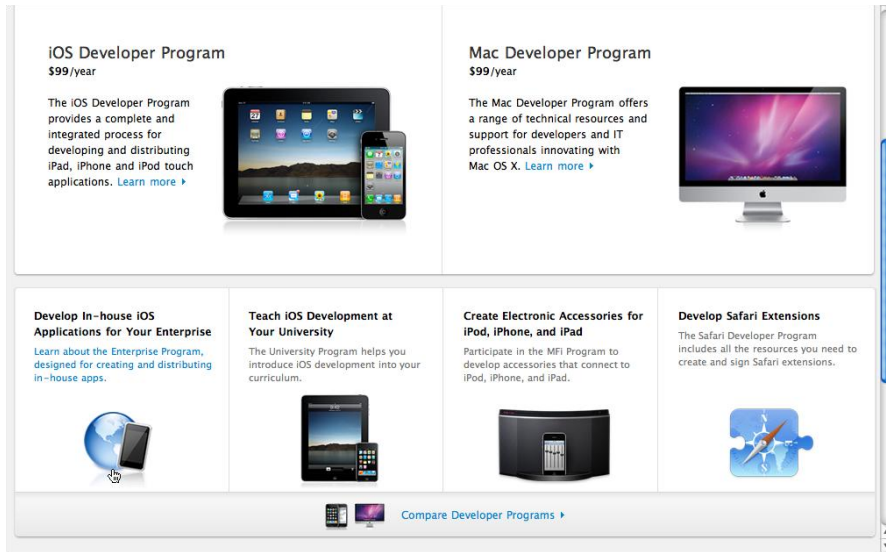 iOS Developer Program
$99/year
The iOS Developer Program
provides a complete and
integrated process for
developing and distributing
iPad, iPhone and iPod touch
applications. Learn more ▸
Mac Developer Program
$99/year
The Mac Developer Program offers
a range of technical resources and
support for developers and IT
professionals innovating with
Mac OS X. Learn more ▸
Develop In-house iOS
Applications for Your Enterprise
Learn about the Enterprise Program,
designed for creating and distributing
in-house apps.
Teach iOS Development at
Your University
The University Program helps you
introduce iOS development into your
curriculum.
Create Electronic Accessories for
iPod, iPhone, and iPad
Participate in the MFi Program to
develop accessories that connect to
iPod, iPhone, and iPad.
Develop Safari Extensions
The Safari Developer Program
includes all the resources you need to
create and sign Safari extensions.
Compare Developer Programs ▸